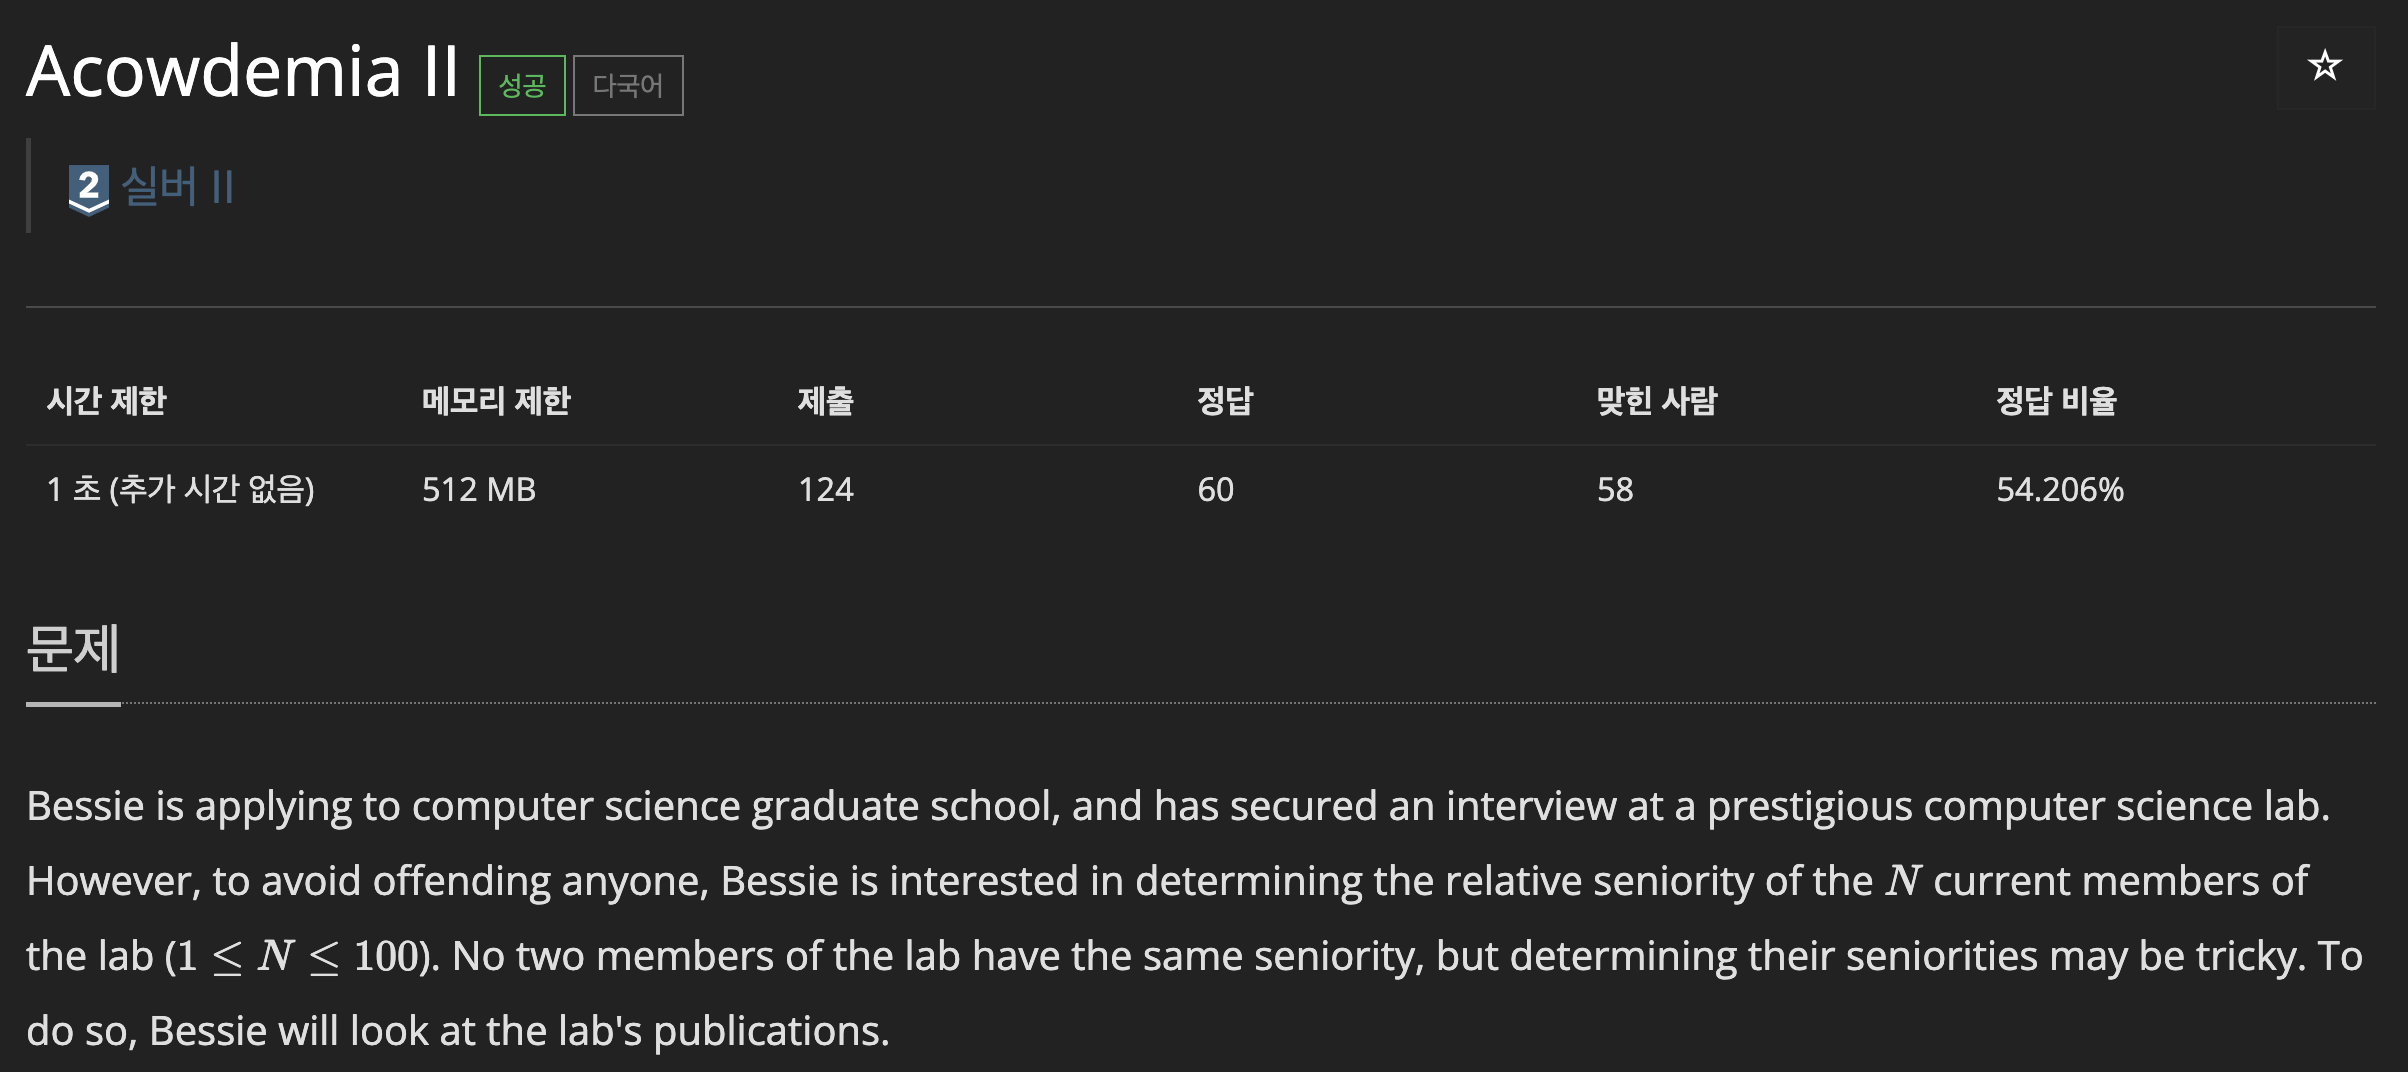 Acowdemia II 성공 다국어
2 실버 II
시간 제한 메모리 제한 제출 정답 맞힌 사람 정답 비율
1 초 (추가 시간 없음) 512 MB 124 60 58 54.206%
문제
Bessie is applying to computer science graduate school, and has secured an interview at a prestigious computer science lab.
However, to avoid offending anyone, Bessie is interested in determining the relative seniority of the N current members of
the lab (1 ≤ N ≤ 100). No two members of the lab have the same seniority, but determining their seniorities may be tricky. To
do so, Bessie will look at the lab's publications.